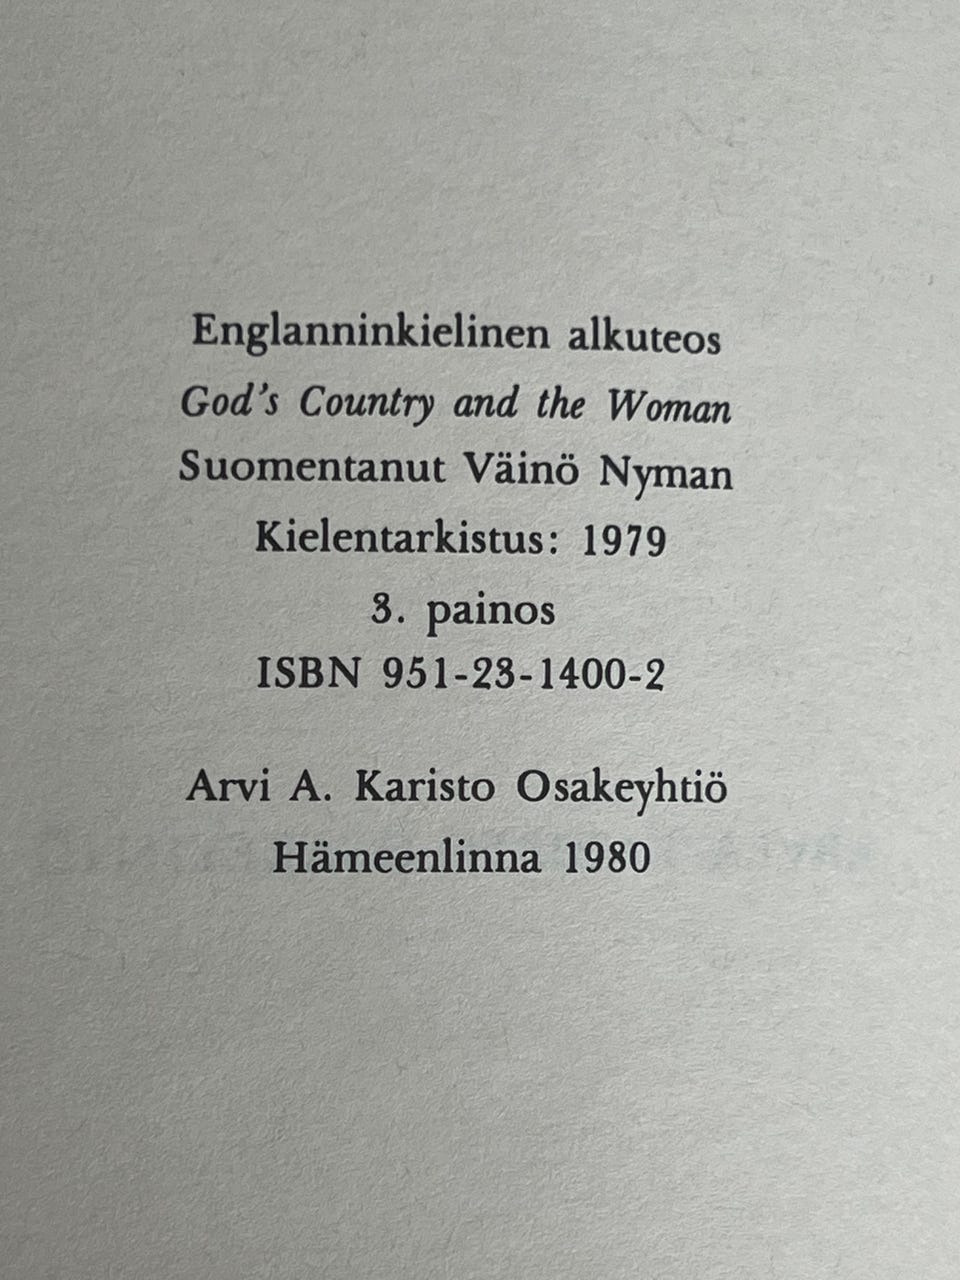 Englanninkielinen alkuteos
God's Country and the Woman
Suomentanut Väinö Nyman
Kielentarkistus: 1979
3. painos
ISBN 951-23-1400-2
Arvi A. Karisto Osakeyhtiö
Hämeenlinna 1980